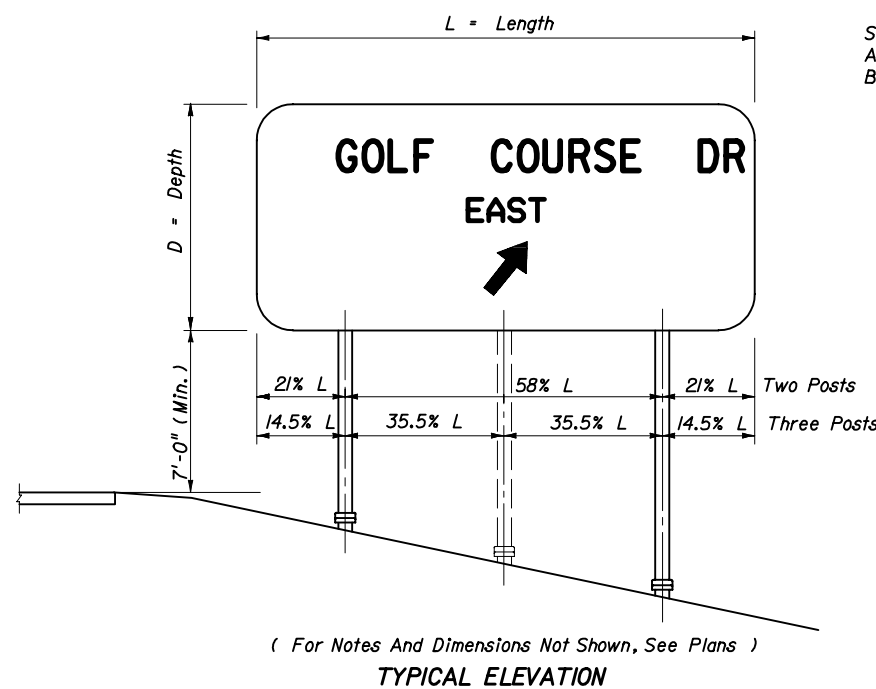 L = Length
S
A
B
D = Depth
GOLF COURSE DR
EAST
7'-0" (Min.)
21% L 58% L 21% L Two Posts
14.5% L 35.5% L 35.5% L 14.5% L Three Posts
( For Notes And Dimensions Not Shown, See Plans )
TYPICAL ELEVATION